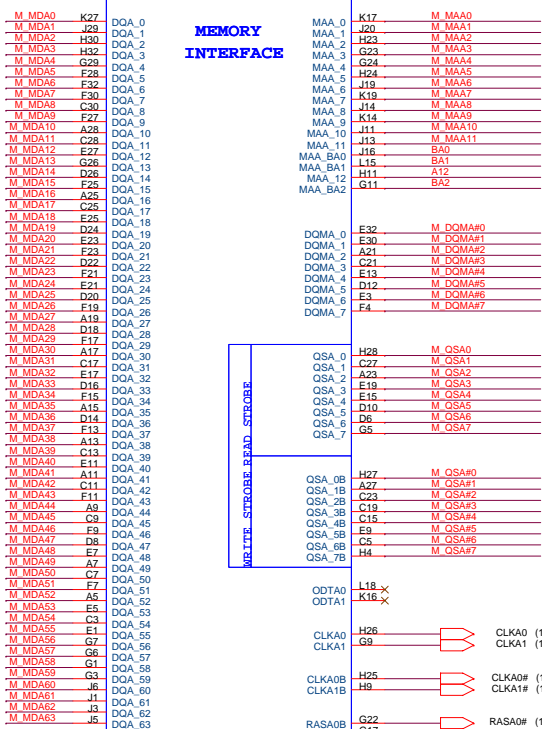 MEMORY
INTERFACE
M_MDA0 K27 DQA_0
M_MDA1 J29 DQA_1
M_MDA2 H30 DQA_2
M_MDA3 H32 DQA_3
M_MDA4 G29 DQA_4
M_MDA5 F28 DQA_5
M_MDA6 F32 DQA_6
M_MDA7 F30 DQA_7
M_MDA8 C30 DQA_8
M_MDA9 F27 DQA_9
M_MDA10 A28 DQA_10
M_MDA11 C28 DQA_11
M_MDA12 E27 DQA_12
M_MDA13 G26 DQA_13
M_MDA14 D26 DQA_14
M_MDA15 F25 DQA_15
M_MDA16 A25 DQA_16
M_MDA17 C25 DQA_17
M_MDA18 E25 DQA_18
M_MDA19 D24 DQA_19
M_MDA20 E23 DQA_20
M_MDA21 F23 DQA_21
M_MDA22 D22 DQA_22
M_MDA23 F21 DQA_23
M_MDA24 E21 DQA_24
M_MDA25 D20 DQA_25
M_MDA26 F19 DQA_26
M_MDA27 A19 DQA_27
M_MDA28 D18 DQA_28
M_MDA29 F17 DQA_29
M_MDA30 A17 DQA_30
M_MDA31 C17 DQA_31
M_MDA32 E17 DQA_32
M_MDA33 D16 DQA_33
M_MDA34 F15 DQA_34
M_MDA35 A15 DQA_35
M_MDA36 D14 DQA_36
M_MDA37 F13 DQA_37
M_MDA38 A13 DQA_38
M_MDA39 C13 DQA_39
M_MDA40 E11 DQA_40
M_MDA41 A11 DQA_41
M_MDA42 C11 DQA_42
M_MDA43 F11 DQA_43
M_MDA44 A9 DQA_44
M_MDA45 C9 DQA_45
M_MDA46 F9 DQA_46
M_MDA47 D8 DQA_47
M_MDA48 E7 DQA_48
M_MDA49 A7 DQA_49
M_MDA50 C7 DQA_50
M_MDA51 F7 DQA_51
M_MDA52 A5 DQA_52
M_MDA53 E5 DQA_53
M_MDA54 C3 DQA_54
M_MDA55 E1 DQA_55
M_MDA56 G7 DQA_56
M_MDA57 G6 DQA_57
M_MDA58 G1 DQA_58
M_MDA59 G3 DQA_59
M_MDA60 J6 DQA_60
M_MDA61 J1 DQA_61
M_MDA62 J3 DQA_62
M_MDA63 J5 DQA_63
MAA_0 K17 M_MAA0
MAA_1 J20 M_MAA1
MAA_2 H23 M_MAA2
MAA_3 G23 M_MAA3
MAA_4 G24 M_MAA4
MAA_5 H24 M_MAA5
MAA_6 J19 M_MAA6
MAA_7 K19 M_MAA7
MAA_8 J14 M_MAA8
MAA_9 K14 M_MAA9
MAA_10 J11 M_MAA10
MAA_11 J13 M_MAA11
MAA_BA0 J16 BA0
MAA_BA1 L15 BA1
MAA_12 H11 A12
MAA_BA2 G11 BA2
DQMA_0 E32 M_DQMA#0
DQMA_1 E30 M_DQMA#1
DQMA_2 A21 M_DQMA#2
DQMA_3 C21 M_DQMA#3
DQMA_4 E13 M_DQMA#4
DQMA_5 D12 M_DQMA#5
DQMA_6 E3 M_DQMA#6
DQMA_7 F4 M_DQMA#7
READ STROBE
QSA_0 H28 M_QSA0
QSA_1 C27 M_QSA1
QSA_2 A23 M_QSA2
QSA_3 E19 M_QSA3
QSA_4 E15 M_QSA4
QSA_5 D10 M_QSA5
QSA_6 D6 M_QSA6
QSA_7 G5 M_QSA7
WRITE STROBE
QSA_0B H27 M_QSA#0
QSA_1B A27 M_QSA#1
QSA_2B C23 M_QSA#2
QSA_3B C19 M_QSA#3
QSA_4B C15 M_QSA#4
QSA_5B E9 M_QSA#5
QSA_6B C5 M_QSA#6
QSA_7B H4 M_QSA#7
ODTA0 L18
ODTA1 K16
CLKA0 H26 CLKA0 (1
CLKA1 G9 CLKA1 (1
CLKA0B H25 CLKA0# (1
CLKA1B H9 CLKA1# (1
RASA0B G22 RASA0# (1